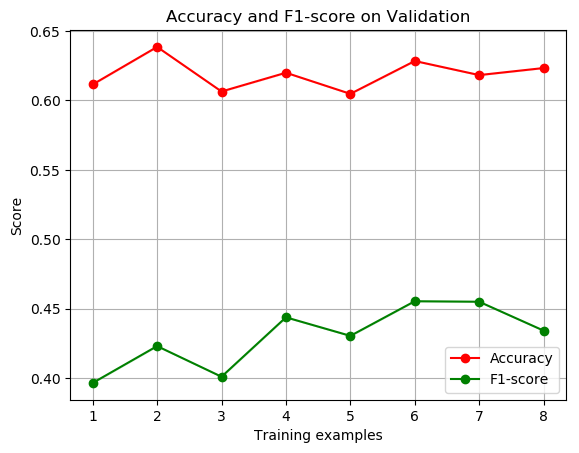 Accuracy and F1-score on Validation
0.65
0.60
0.55
0.50
0.45
0.40
Score
1 2 3 4 5 6 7 8
Training examples
Accuracy
F1-score